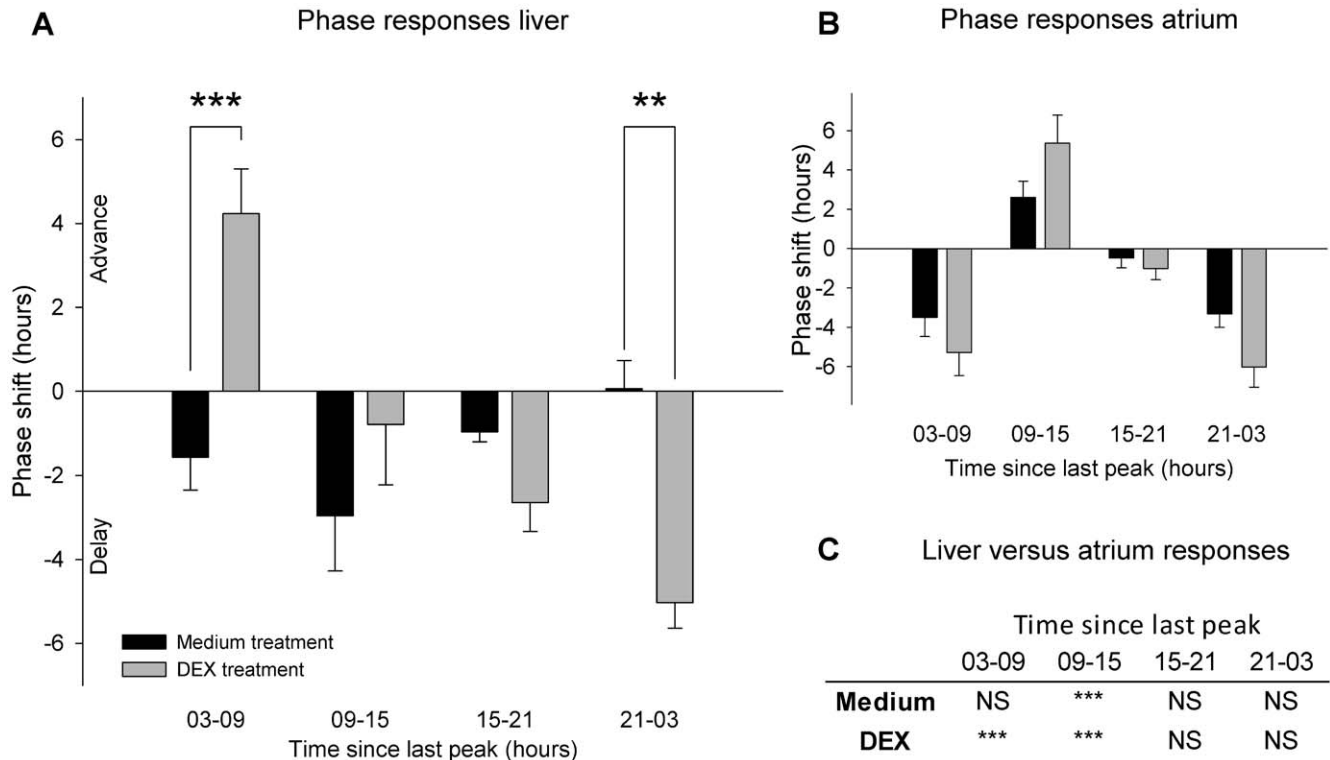 A
Phase responses liver
***
**
6
4
2
0
-2
-4
-6
Phase shift (hours)
Advance
Delay
Medium treatment
DEX treatment
03-09 09-15 15-21 21-03
Time since last peak (hours)
B
Phase responses atrium
6
4
2
0
-2
-4
-6
Phase shift (hours)
03-09 09-15 15-21 21-03
Time since last peak (hours)
C
Liver versus atrium responses
Time since last peak
03-09 09-15 15-21 21-03
Medium NS *** NS NS
DEX *** *** NS NS